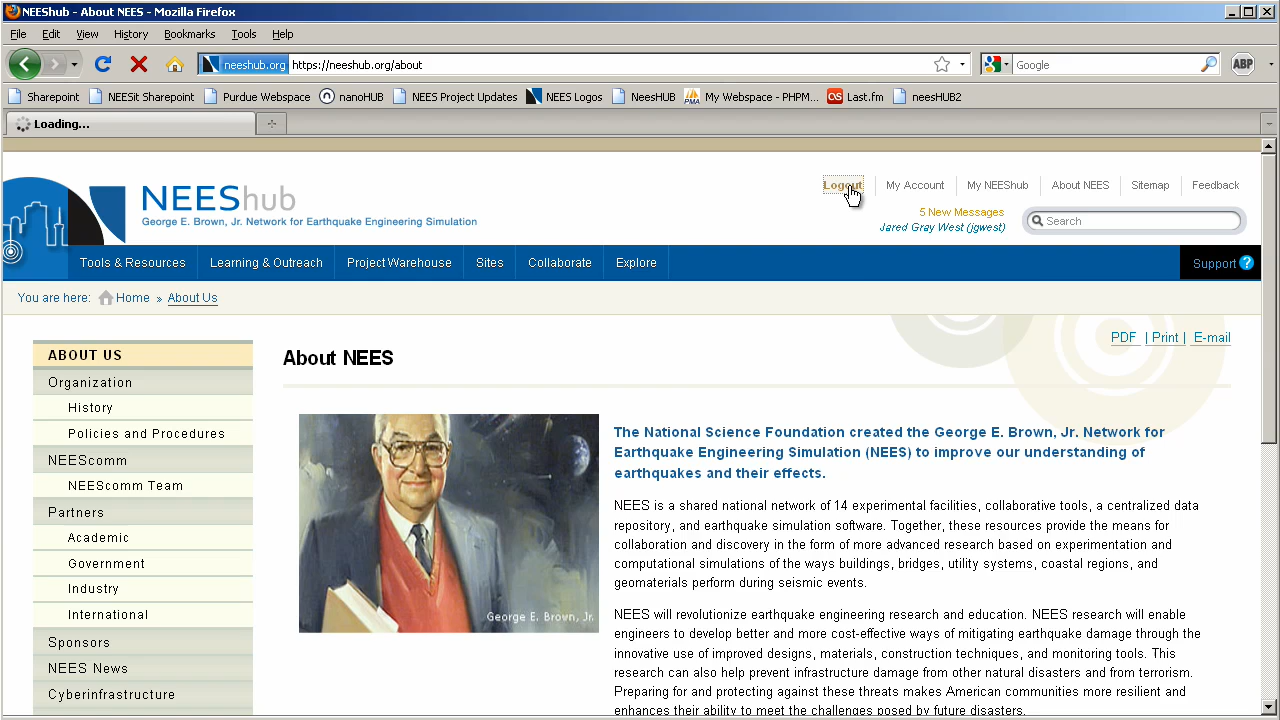 NEEShub - About NEES - Mozilla Firefox
File Edit View History Bookmarks Tools Help
neeshub.org https://neeshub.org/about
Google
ABP
Sharepoint NEESit Sharepoint Purdue Webspace nanoHUB NEES Project Updates NEES Logos NeesHUB My Webspace - PHPM... Last.fm neesHUB2
Loading...
NEEShub
George E. Brown, Jr. Network for Earthquake Engineering Simulation
Logout My Account My NEEShub About NEES Sitemap Feedback
5 New Messages
Jared Gray West (jgwest)
Search
Tools & Resources Learning & Outreach Project Warehouse Sites Collaborate Explore Support ?
You are here: Home » About Us
PDF | Print | E-mail
ABOUT US
Organization
History
Policies and Procedures
NEEScomm
NEEScomm Team
Partners
Academic
Government
Industry
International
Sponsors
NEES News
Cyberinfrastructure
About NEES
George E. Brown, Jr.
The National Science Foundation created the George E. Brown, Jr. Network for
Earthquake Engineering Simulation (NEES) to improve our understanding of
earthquakes and their effects.
NEES is a shared national network of 14 experimental facilities, collaborative tools, a centralized data
repository, and earthquake simulation software. Together, these resources provide the means for
collaboration and discovery in the form of more advanced research based on experimentation and
computational simulations of the ways buildings, bridges, utility systems, coastal regions, and
geomaterials perform during seismic events.
NEES will revolutionize earthquake engineering research and education. NEES research will enable
engineers to develop better and more cost-effective ways of mitigating earthquake damage through the
innovative use of improved designs, materials, construction techniques, and monitoring tools. This
research can also help prevent infrastructure damage from other natural disasters and from terrorism.
Preparing for and protecting against these threats makes American communities more resilient and
enhances their ability to meet the challenges posed by future disasters.